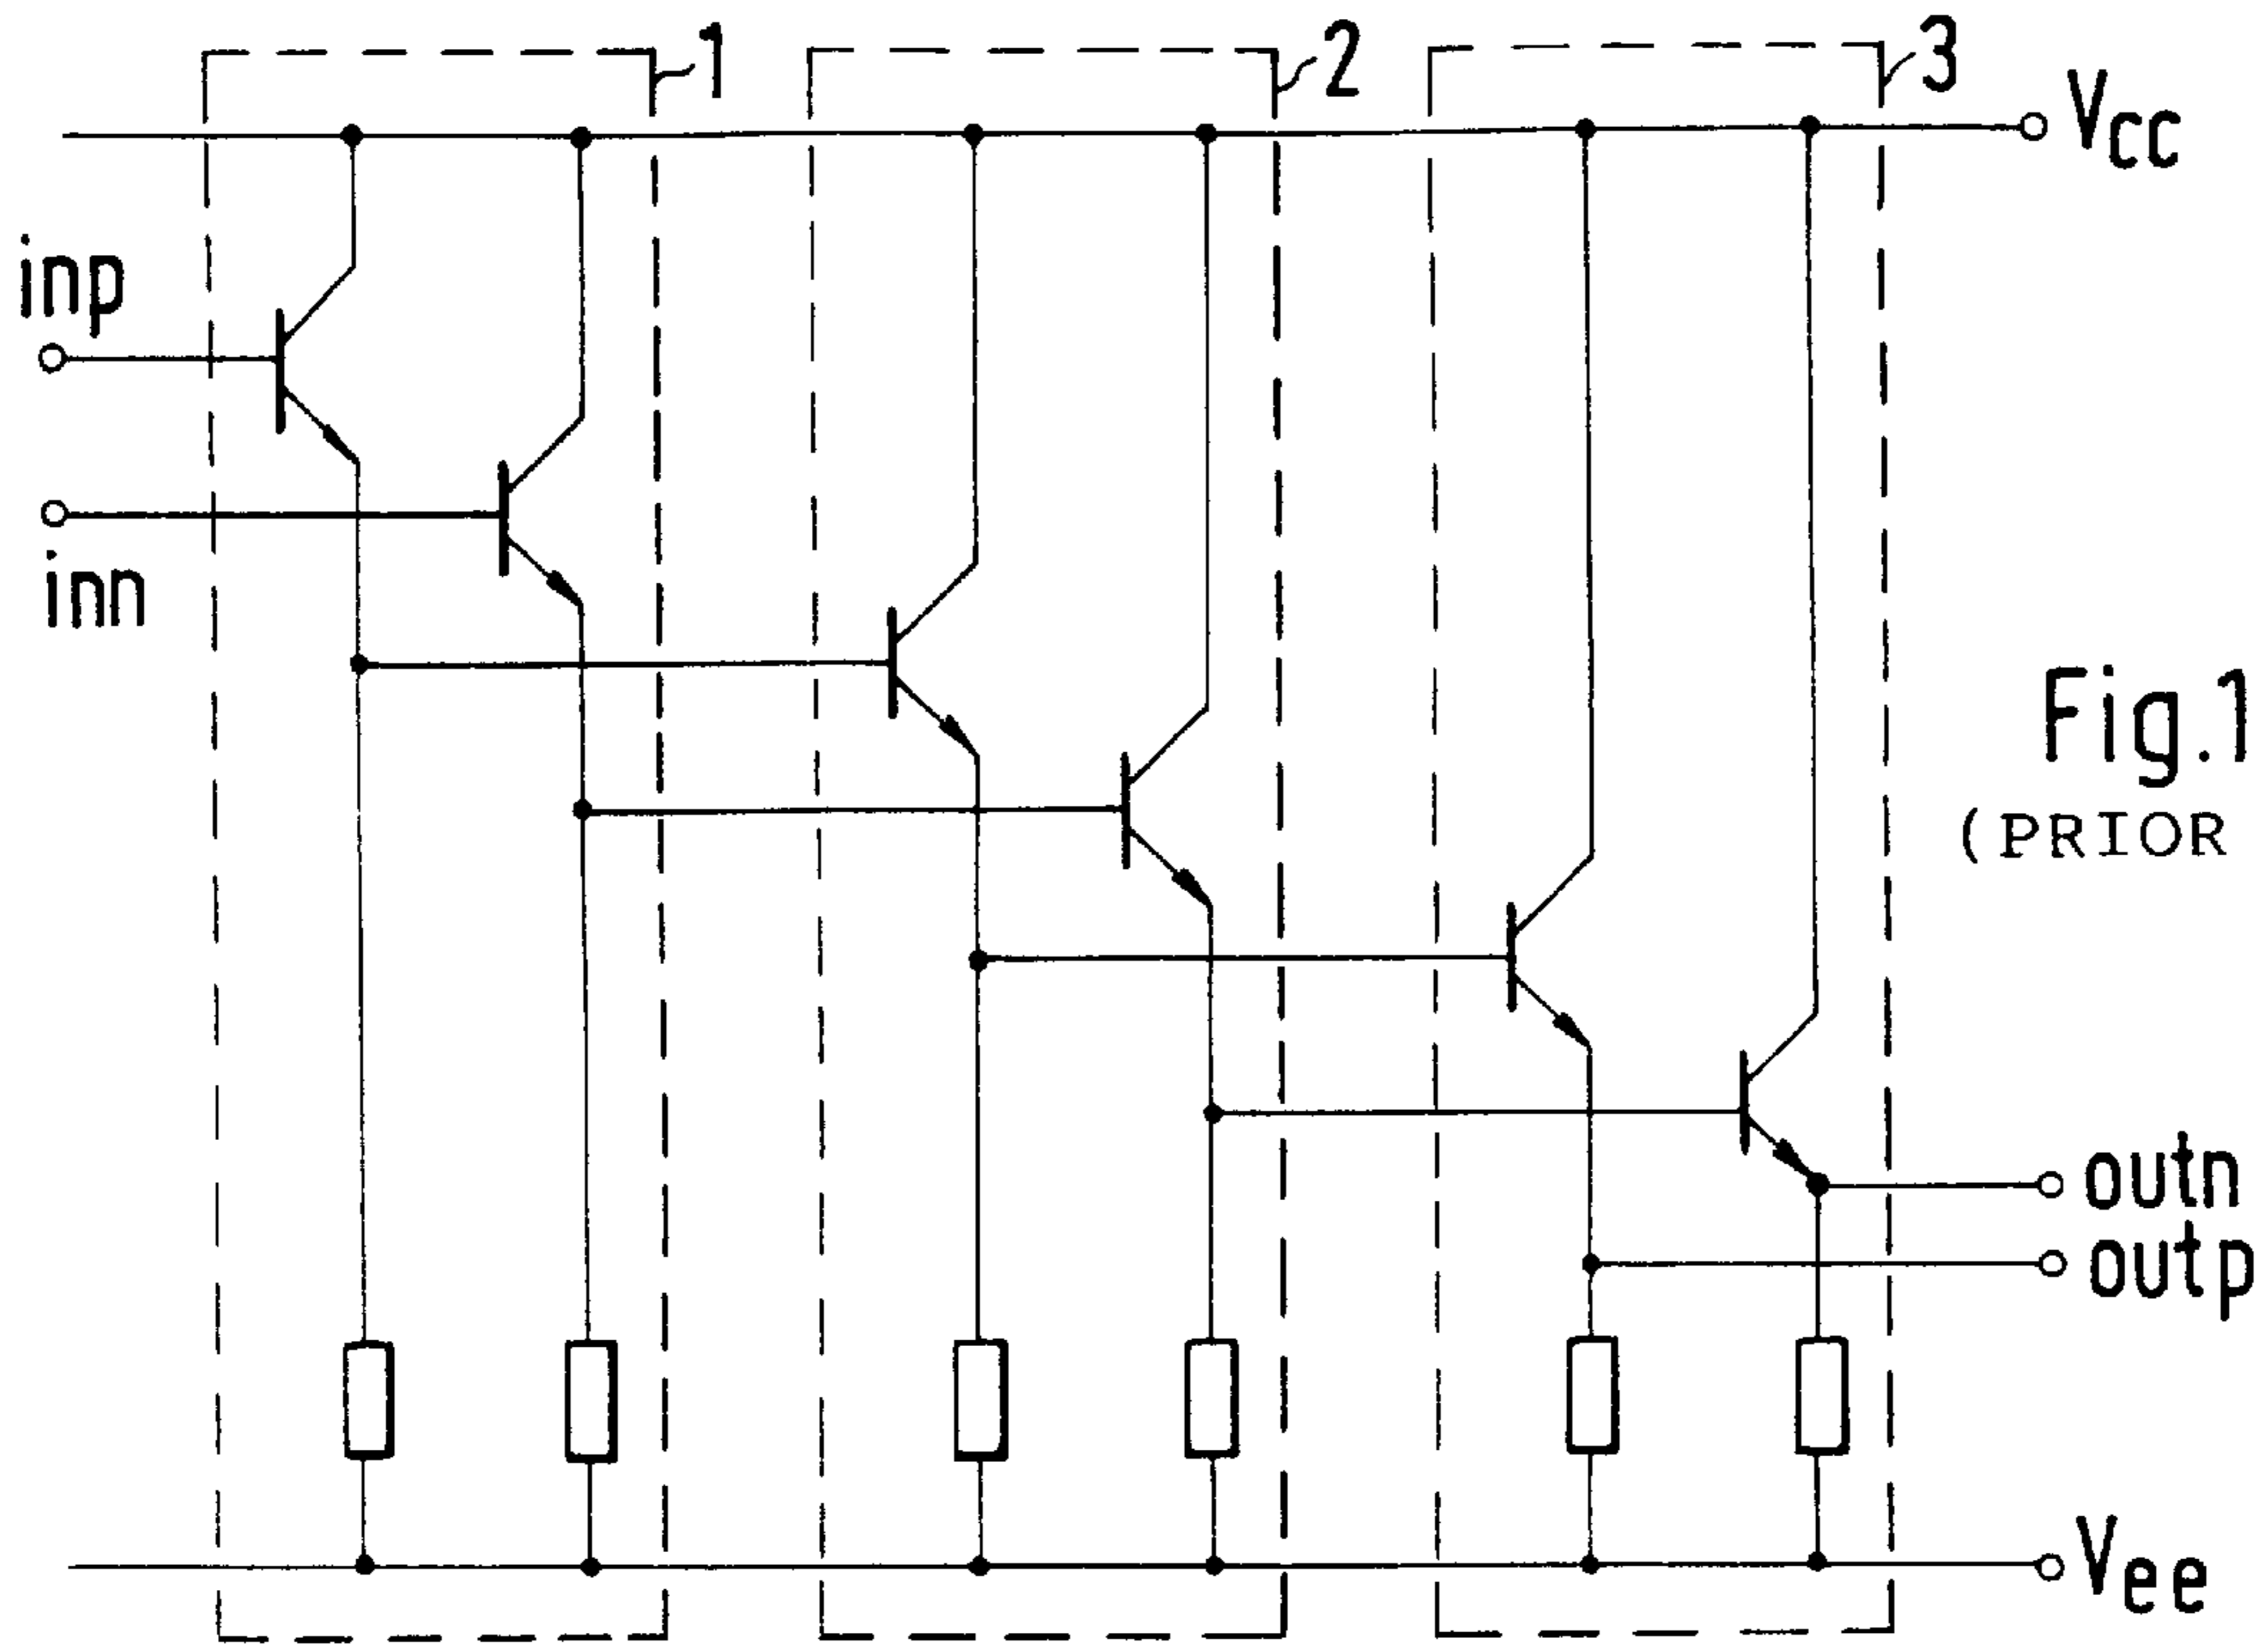 1
2
3
Vcc
inp
inn
Fig.1
(PRIOR
outn
outp
Vee